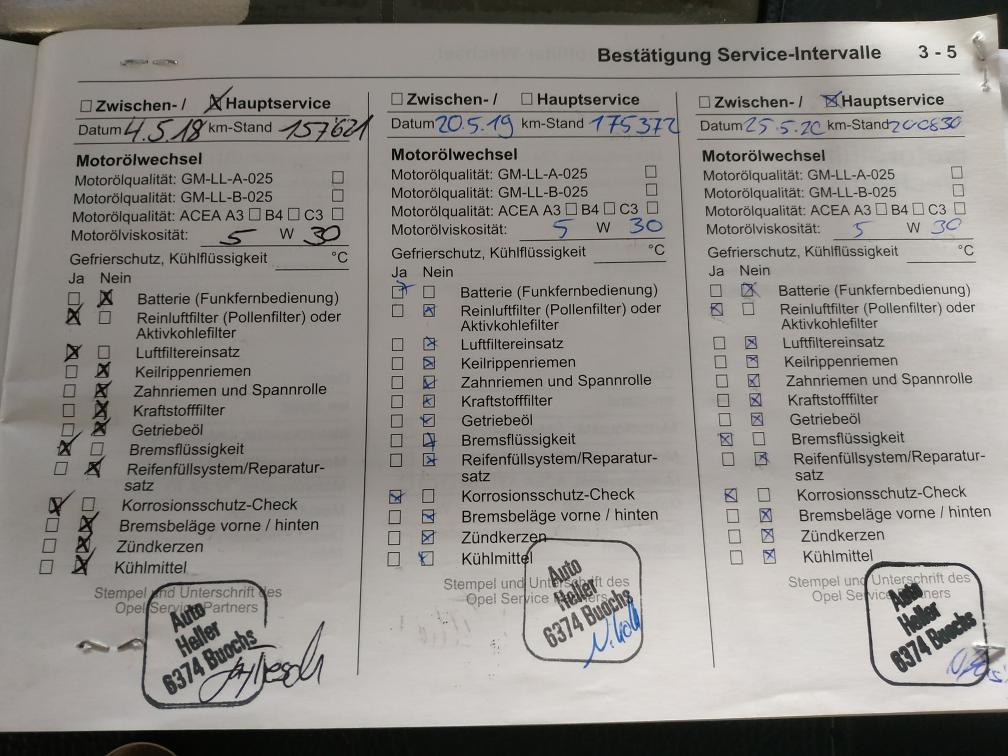 Bestätigung Service-Intervalle 3 - 5
Zwischen- / Hauptservice
Datum 4.5.18 km-Stand 157'621
Motorölwechsel
Motorölqualität: GM-LL-A-025
Motorölqualität: GM-LL-B-025
Motorölqualität: ACEA A3 B4 C3
Motorölviskosität: 5 W 30
Gefrierschutz, Kühlflüssigkeit °C
Ja Nein
Batterie (Funkfernbedienung)
Reinluftfilter (Pollenfilter) oder
Aktivkohlefilter
Luftfiltereinsatz
Keilrippenriemen
Zahnriemen und Spannrolle
Kraftstofffilter
Getriebeöl
Bremsflüssigkeit
Reifenfüllsystem/Reparatur-
satz
Korrosionsschutz-Check
Bremsbeläge vorne / hinten
Zündkerzen
Kühlmittel
Stempel und Unterschrift des
Opel Service Partners
Auto
Heller
6374 Buochs
Zwischen- / Hauptservice
Datum 20.5.19 km-Stand 175372
Motorölwechsel
Motorölqualität: GM-LL-A-025
Motorölqualität: GM-LL-B-025
Motorölqualität: ACEA A3 B4 C3
Motorölviskosität: 5 W 30
Gefrierschutz, Kühlflüssigkeit °C
Ja Nein
Batterie (Funkfernbedienung)
Reinluftfilter (Pollenfilter) oder
Aktivkohlefilter
Luftfiltereinsatz
Keilrippenriemen
Zahnriemen und Spannrolle
Kraftstofffilter
Getriebeöl
Bremsflüssigkeit
Reifenfüllsystem/Reparatur-
satz
Korrosionsschutz-Check
Bremsbeläge vorne / hinten
Zündkerzen
Kühlmittel
Stempel und Unterschrift des
Opel Service Partners
Auto
Heller
6374 Buochs
Zwischen- / Hauptservice
Datum 25.5.20 km-Stand 200830
Motorölwechsel
Motorölqualität: GM-LL-A-025
Motorölqualität: GM-LL-B-025
Motorölqualität: ACEA A3 B4 C3
Motorölviskosität: 5 W 30
Gefrierschutz, Kühlflüssigkeit °C
Ja Nein
Batterie (Funkfernbedienung)
Reinluftfilter (Pollenfilter) oder
Aktivkohlefilter
Luftfiltereinsatz
Keilrippenriemen
Zahnriemen und Spannrolle
Kraftstofffilter
Getriebeöl
Bremsflüssigkeit
Reifenfüllsystem/Reparatur-
satz
Korrosionsschutz-Check
Bremsbeläge vorne / hinten
Zündkerzen
Kühlmittel
Stempel und Unterschrift des
Opel Service Partners
Auto
Heller
6374 Buochs